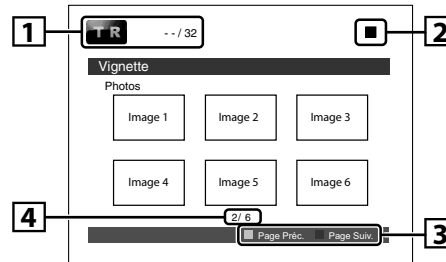 1
TR - - / 32
2
Vignette
Photos
Image 1 Image 2 Image 3
Image 4 Image 5 Image 6
4
2/ 6
Page Préc. Page Suiv.
3